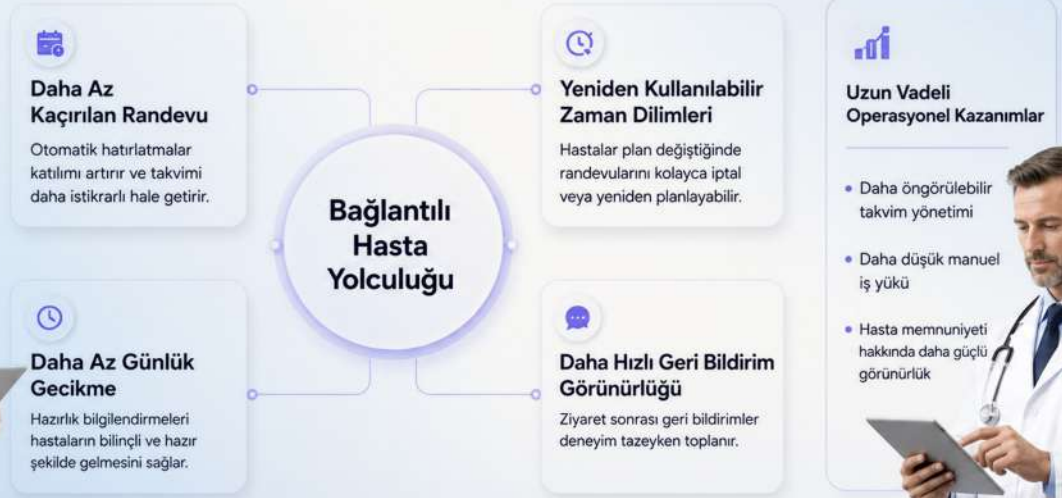 Daha Az
Kaçırılan Randevu
Otomatik hatırlatmalar
katılımı artırır ve takvimi
daha istikrarlı hale getirir.
Yeniden Kullanılabilir
Zaman Dilimleri
Hastalar plan değiştiğinde
randevularını kolayca iptal
veya yeniden planlayabilir.
Bağlantılı
Hasta
Yolculuğu
Daha Az Günlük
Gecikme
Hazırlık bilgilendirmeleri
hastaların bilinçli ve hazır
şekilde gelmesini sağlar.
Daha Hızlı Geri Bildirim
Görünürlüğü
Ziyaret sonrası geri bildirimler
deneyim tazeyken toplanır.
Uzun Vadeli
Operasyonel Kazanımlar
Daha öngörülebilir
takvim yönetimi
Daha düşük manuel
iş yükü
Hasta memnuniyeti
hakkında daha güçlü
görünürlük